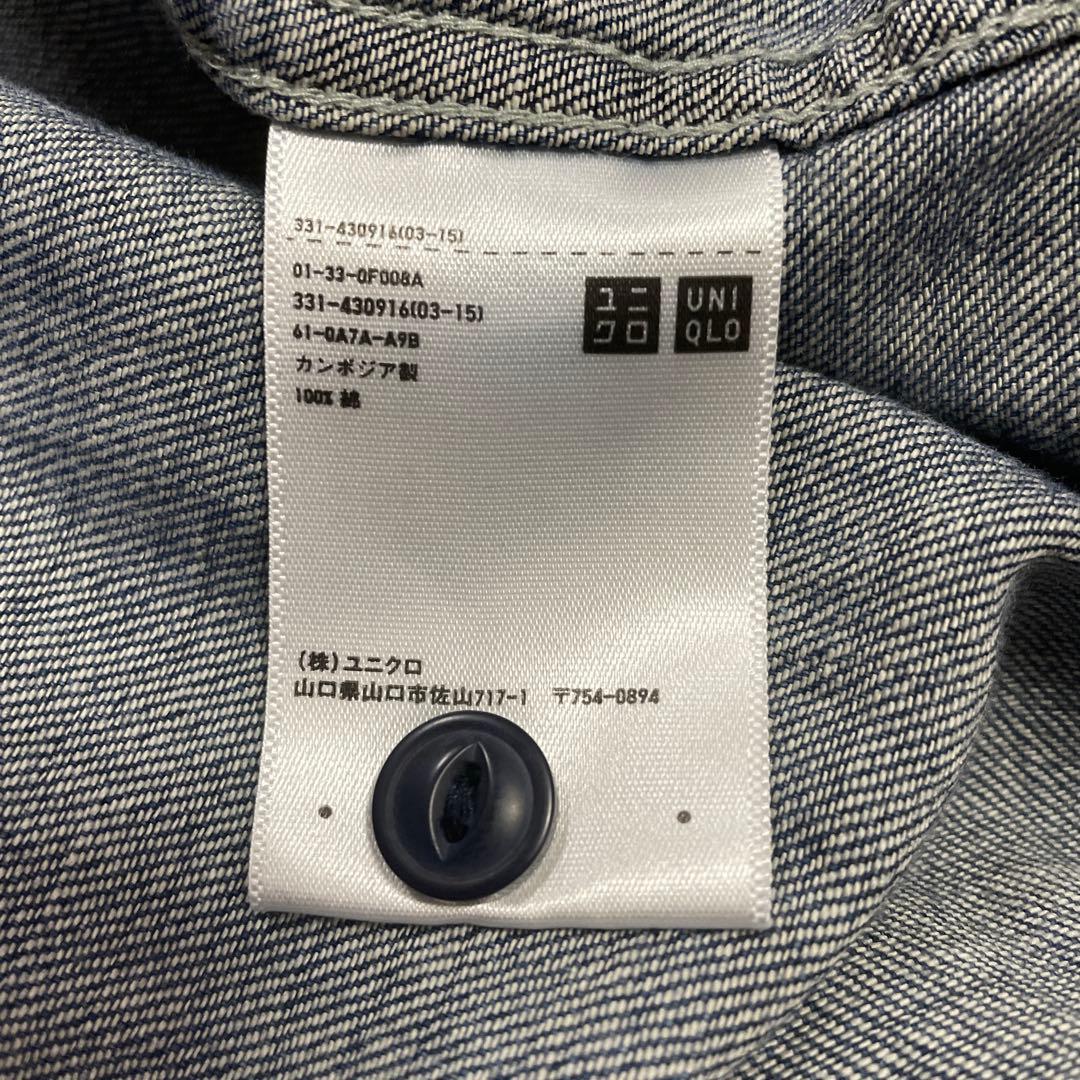 331-430916(03-15)
01-33-0F008A
331-430916(03-15)
61-0A7A-A9B
カンボジア製
100% 綿
ユニ
クロ
UNI
QLO
(株)ユニクロ
山口県山口市佐山717-1 〒754-0894